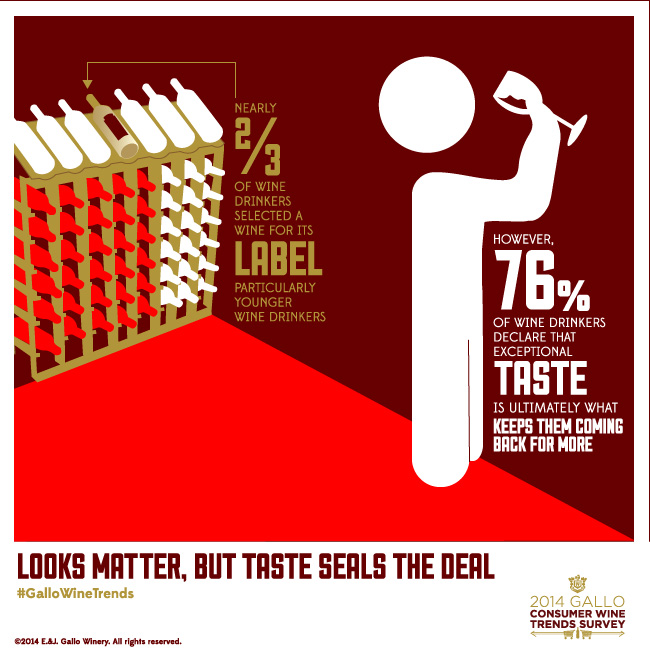 NEARLY
2/3
OF WINE
DRINKERS
SELECTED A
WINE FOR ITS
LABEL
PARTICULARLY
YOUNGER
WINE DRINKERS
HOWEVER,
76%
OF WINE DRINKERS
DECLARE THAT
EXCEPTIONAL
TASTE
IS ULTIMATELY WHAT
KEEPS THEM COMING
BACK FOR MORE
LOOKS MATTER, BUT TASTE SEALS THE DEAL
#GalloWineTrends
2014 GALLO
CONSUMER WINE
TRENDS SURVEY
©2014 E.&J. Gallo Winery. All rights reserved.